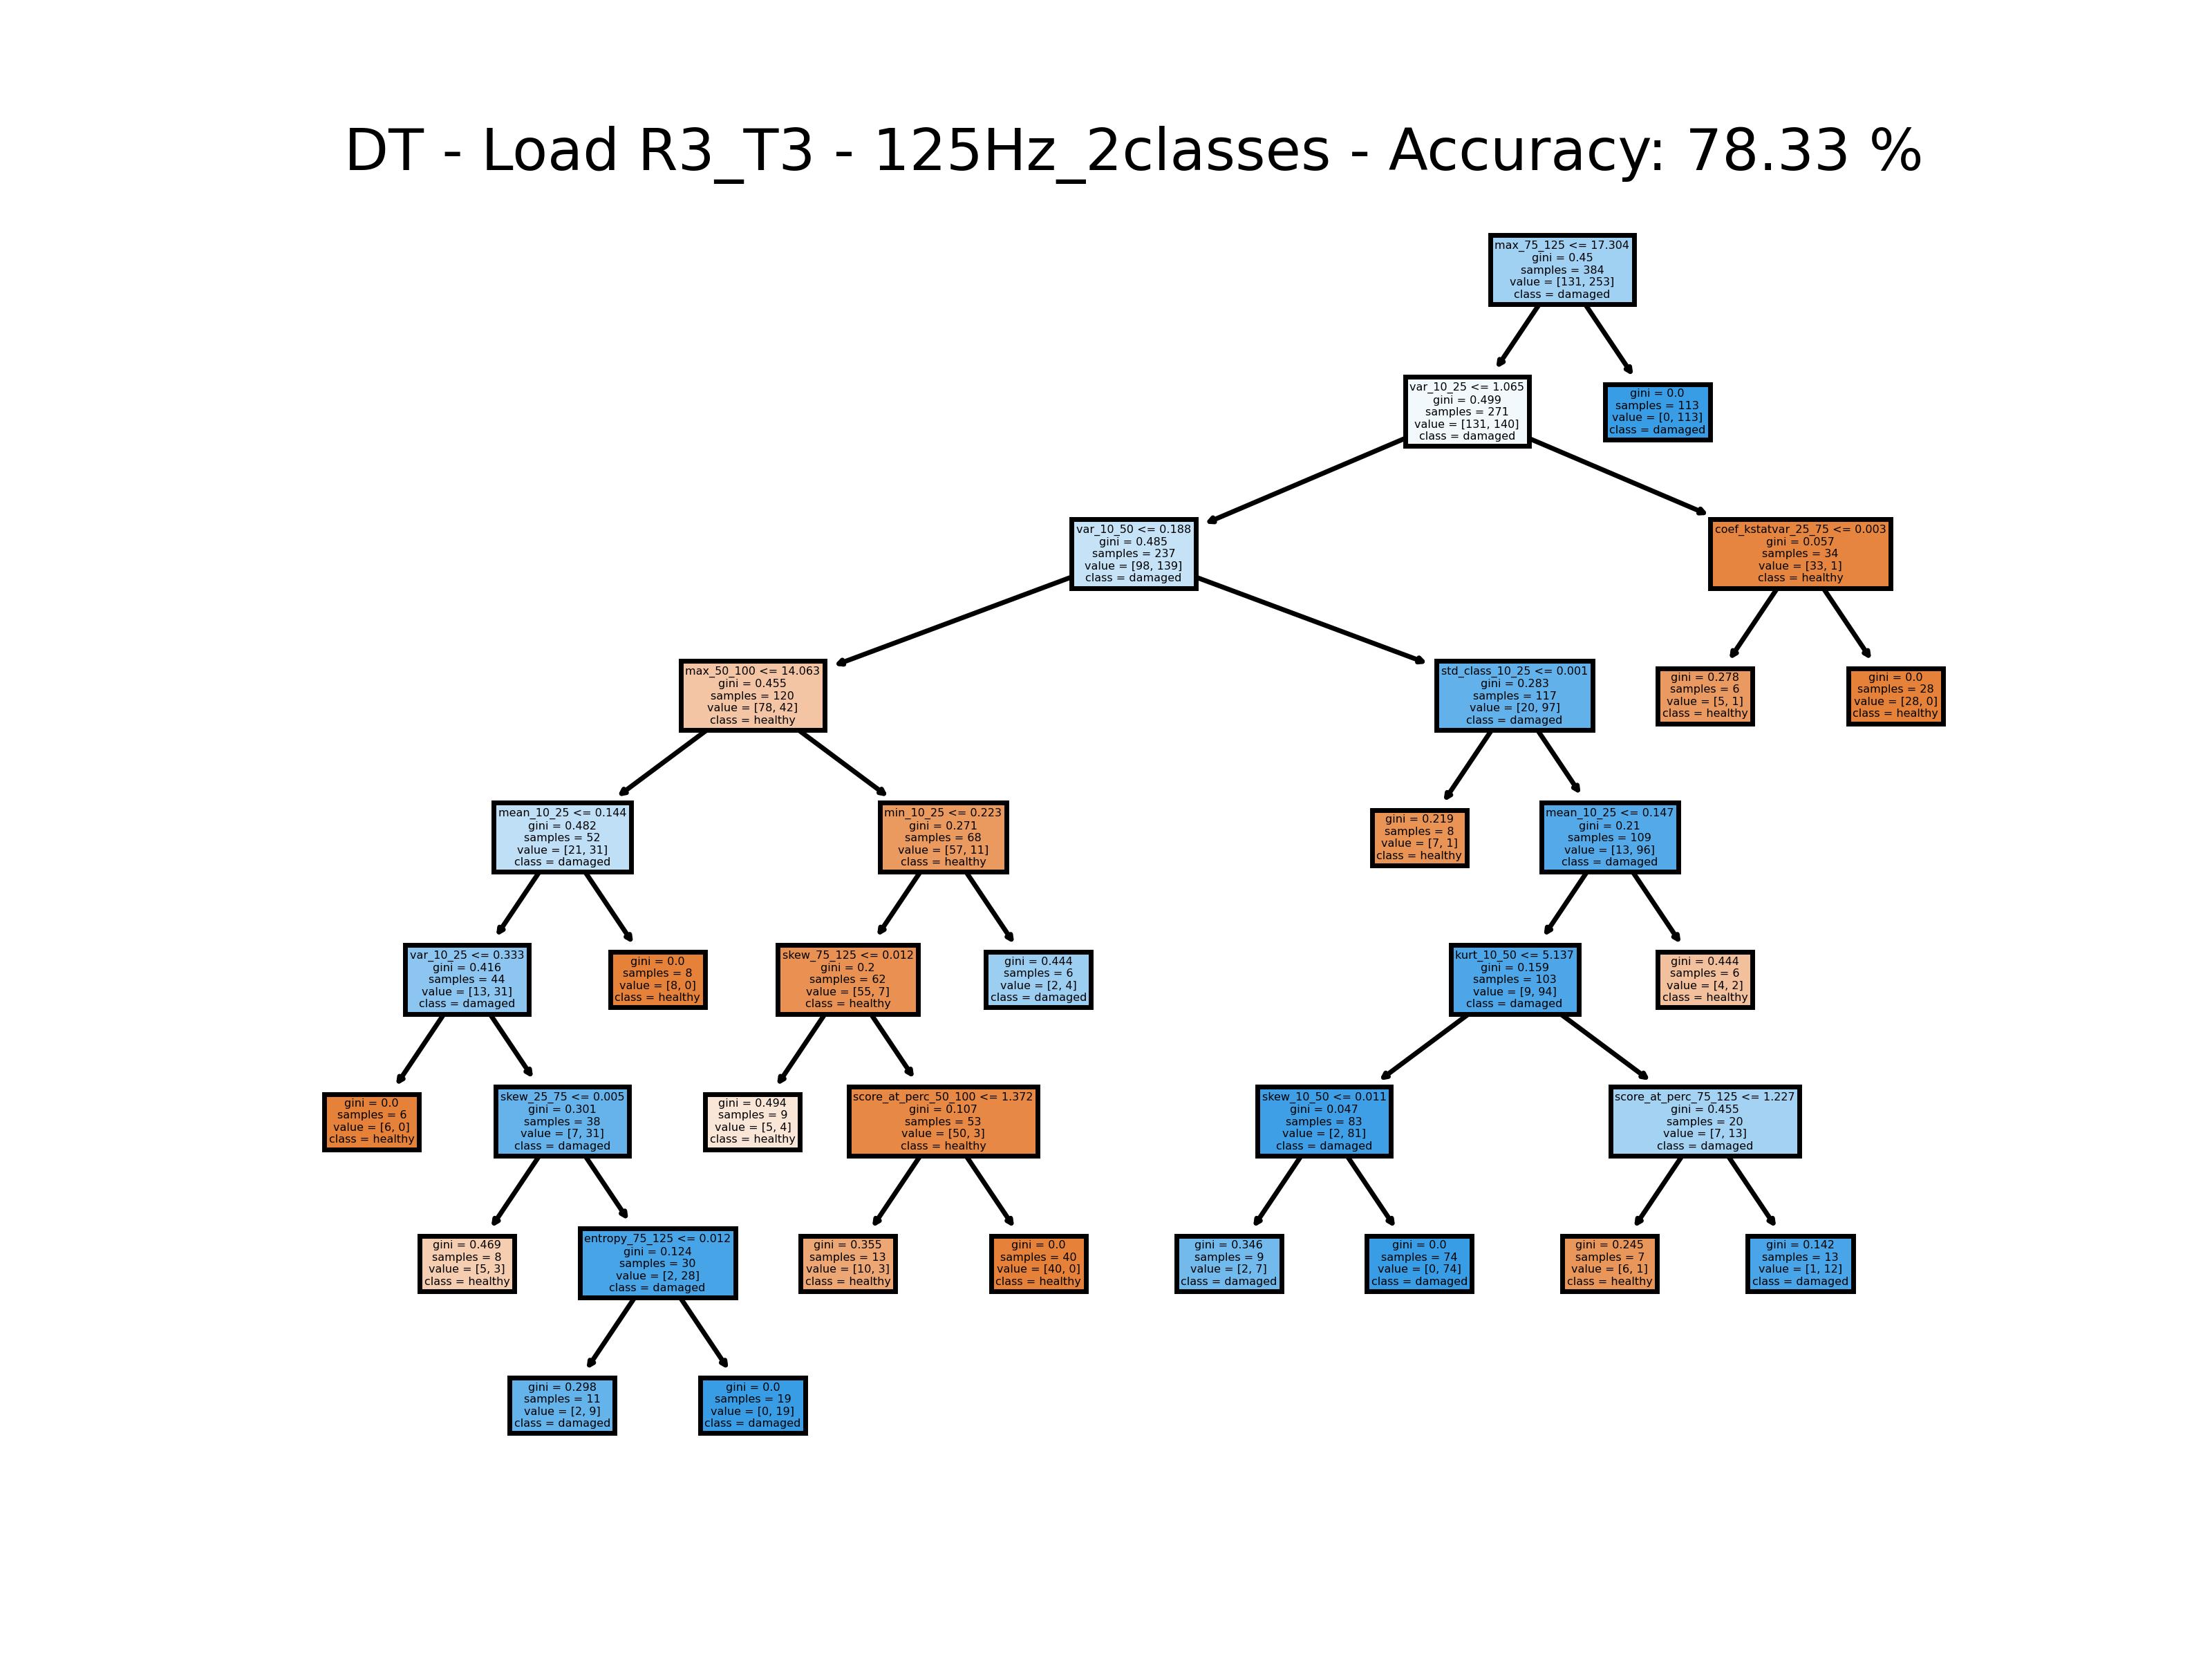 DT - Load R3_T3 - 125Hz_2classes - Accuracy: 78.33 %
max_75_125 <= 17.304
gini = 0.45
samples = 384
value = [131, 253]
class = damaged
var_10_25 <= 1.065
gini = 0.499
samples = 271
value = [131, 140]
class = damaged
gini = 0.0
samples = 113
value = [0, 113]
class = damaged
var_10_50 <= 0.188
gini = 0.485
samples = 237
value = [98, 139]
class = damaged
coef_kstatvar_25_75 <= 0.003
gini = 0.057
samples = 34
value = [33, 1]
class = healthy
max_50_100 <= 14.063
gini = 0.455
samples = 120
value = [78, 42]
class = healthy
std_class_10_25 <= 0.001
gini = 0.283
samples = 117
value = [20, 97]
class = damaged
gini = 0.278
samples = 6
value = [5, 1]
class = healthy
gini = 0.0
samples = 28
value = [28, 0]
class = healthy
mean_10_25 <= 0.144
gini = 0.482
samples = 52
value = [21, 31]
class = damaged
min_10_25 <= 0.223
gini = 0.271
samples = 68
value = [57, 11]
class = healthy
gini = 0.219
samples = 8
value = [7, 1]
class = healthy
mean_10_25 <= 0.147
gini = 0.21
samples = 109
value = [13, 96]
class = damaged
var_10_25 <= 0.333
gini = 0.416
samples = 44
value = [13, 31]
class = damaged
gini = 0.0
samples = 8
value = [8, 0]
class = healthy
skew_75_125 <= 0.012
gini = 0.2
samples = 62
value = [55, 7]
class = healthy
gini = 0.444
samples = 6
value = [2, 4]
class = damaged
kurt_10_50 <= 5.137
gini = 0.159
samples = 103
value = [9, 94]
class = damaged
gini = 0.444
samples = 6
value = [4, 2]
class = healthy
gini = 0.0
samples = 6
value = [6, 0]
class = healthy
skew_25_75 <= 0.005
gini = 0.301
samples = 38
value = [7, 31]
class = damaged
gini = 0.494
samples = 9
value = [5, 4]
class = healthy
score_at_perc_50_100 <= 1.372
gini = 0.107
samples = 53
value = [50, 3]
class = healthy
skew_10_50 <= 0.011
gini = 0.047
samples = 83
value = [2, 81]
class = damaged
score_at_perc_75_125 <= 1.227
gini = 0.455
samples = 20
value = [7, 13]
class = damaged
gini = 0.469
samples = 8
value = [5, 3]
class = healthy
entropy_75_125 <= 0.012
gini = 0.124
samples = 30
value = [2, 28]
class = damaged
gini = 0.355
samples = 13
value = [10, 3]
class = healthy
gini = 0.0
samples = 40
value = [40, 0]
class = healthy
gini = 0.346
samples = 9
value = [2, 7]
class = damaged
gini = 0.0
samples = 74
value = [0, 74]
class = damaged
gini = 0.245
samples = 7
value = [6, 1]
class = healthy
gini = 0.142
samples = 13
value = [1, 12]
class = damaged
gini = 0.298
samples = 11
value = [2, 9]
class = damaged
gini = 0.0
samples = 19
value = [0, 19]
class = damaged